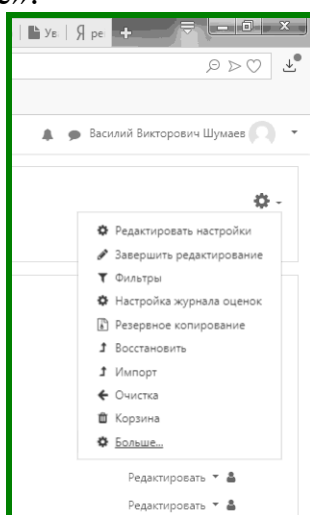 Ув
Я ре
Василий Викторович Шумаев
Редактировать настройки
Завершить редактирование
Фильтры
Настройка журнала оценок
Резервное копирование
Восстановить
Импорт
Очистка
Корзина
Больше...
Редактировать
Редактировать